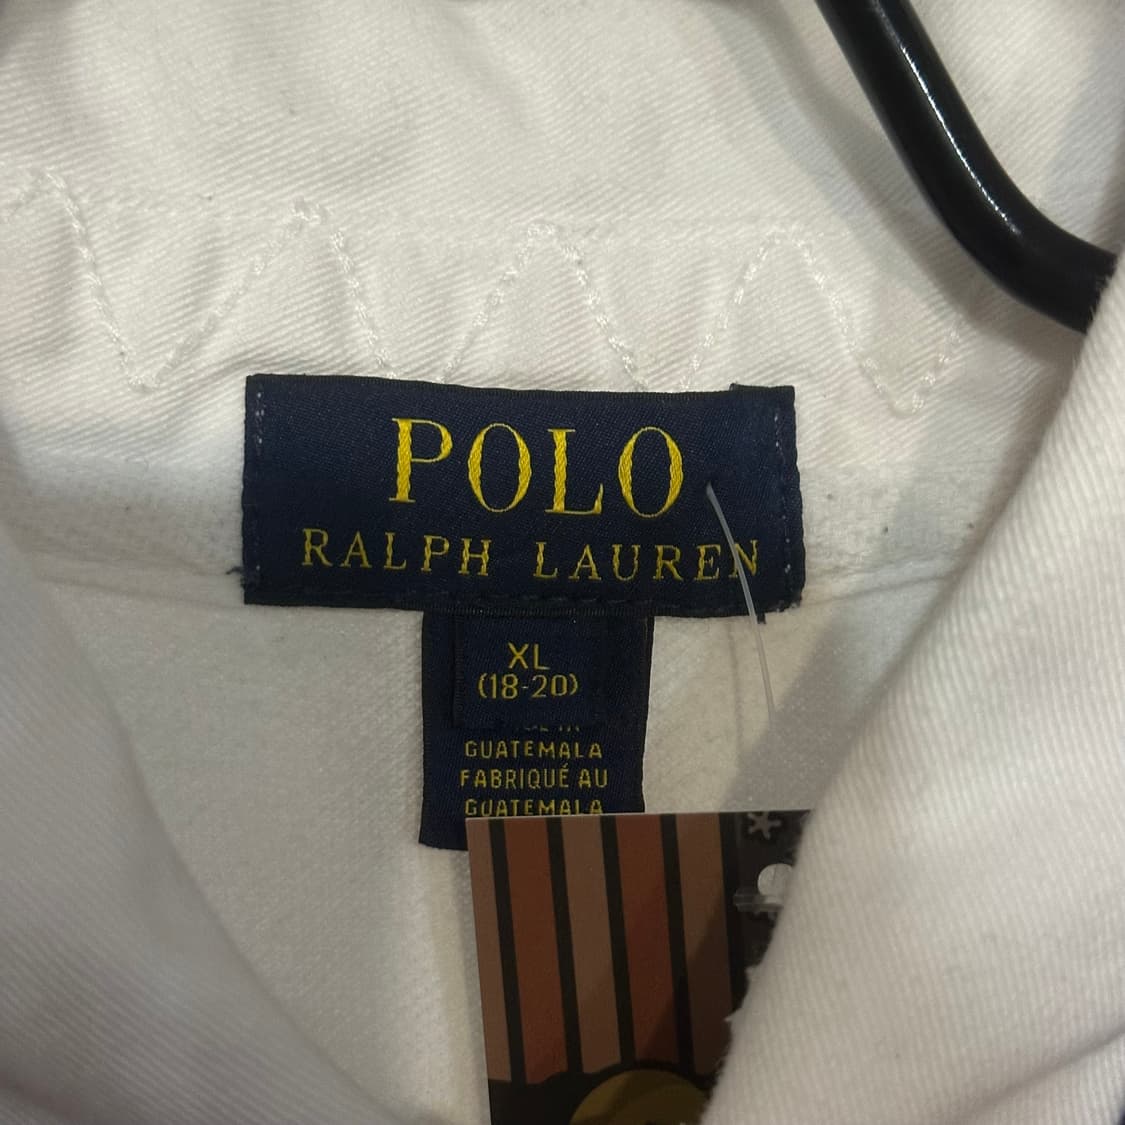 POLO
RALPH LAUREN
XL
(18-20)
GUATEMALA
FABRIQUÉ AU
GUATEMALA